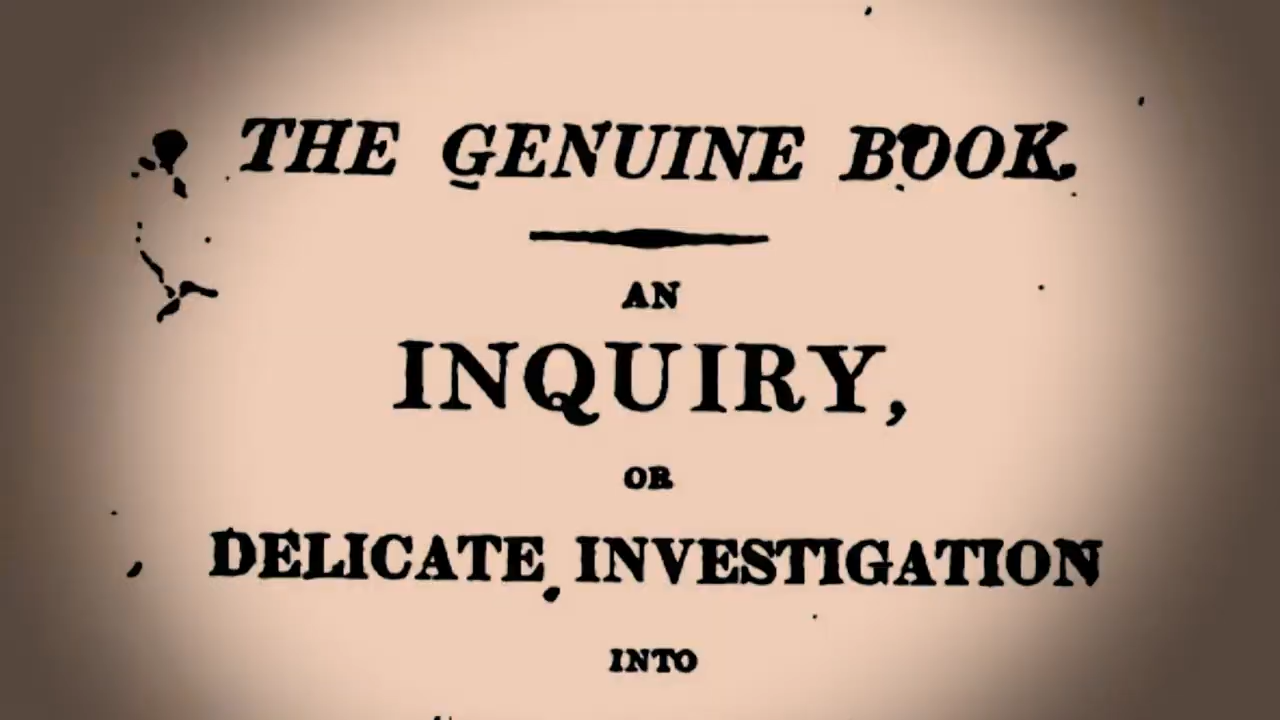 THE GENUINE BOOK.
AN
INQUIRY,
OR
DELICATE INVESTIGATION
INTO